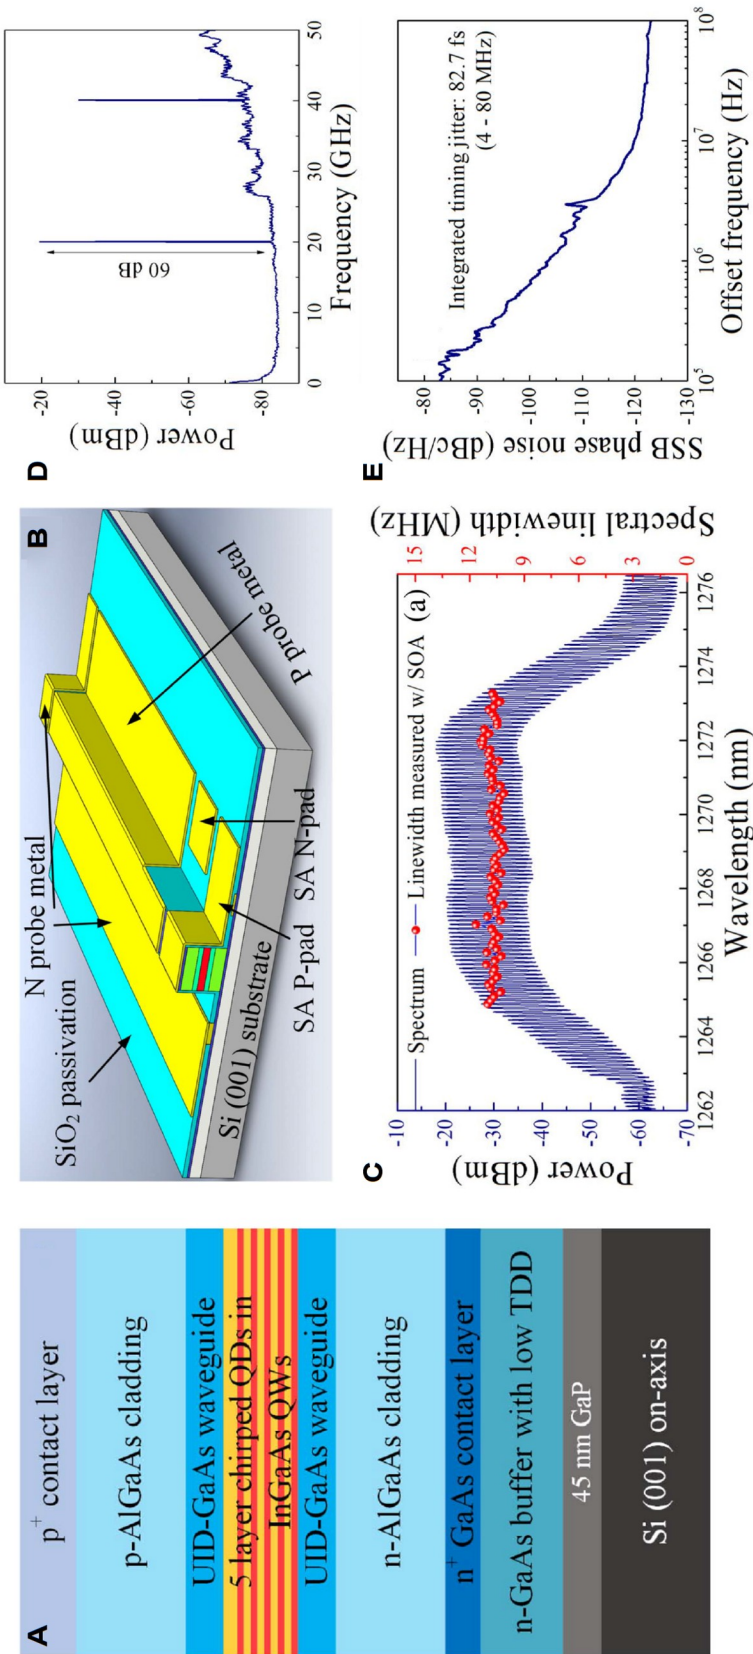 A
p+ contact layer
p-AlGaAs cladding
UID-GaAs waveguide
5 layer chirped QDs in
InGaAs QWs
UID-GaAs waveguide
n-AlGaAs cladding
n+ GaAs contact layer
n-GaAs buffer with low TDD
45 nm GaP
Si (001) on-axis
B
SiO2 passivation
N probe metal
P probe metal
SA N-pad
SA P-pad
Si (001) substrate
C
Spectrum
Linewidth measured w/ SOA
(a)
Power (dBm)
-10
-20
-30
-40
-50
-60
-70
1262 1264 1266 1268 1270 1272 1274 1276
Wavelength (nm)
Spectral linewidth (MHz)
15
12
9
6
3
0
D
Power (dBm)
-20
-40
-60
-80
60 dB
0 10 20 30 40 50
Frequency (GHz)
E
SSB phase noise (dBc/Hz)
-80
-90
-100
-110
-120
-130
Integrated timing jitter: 82.7 fs
(4 - 80 MHz)
10^5 10^6 10^7 10^8
Offset frequency (Hz)